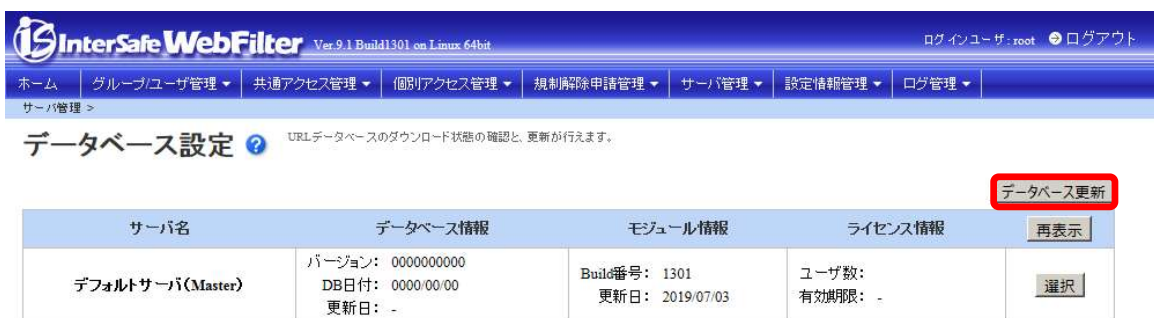 InterSafe WebFilter Ver.9.1 Build1301 on Linux 64bit ログインユーザ:root ログアウト
ホーム グループ/ユーザ管理 共通アクセス管理 個別アクセス管理 規制解除申請管理 サーバ管理 設定情報管理 ログ管理
サーバ管理 >
データベース設定 ? URLデータベースのダウンロード状態の確認と、更新が行えます。
データベース更新
サーバ名 データベース情報 モジュール情報 ライセンス情報 再表示
デフォルトサーバ(Master)
バージョン: 0000000000
DB日付: 0000/00/00
更新日: -
Build番号: 1301
更新日: 2019/07/03
ユーザ数:
有効期限: -
選択